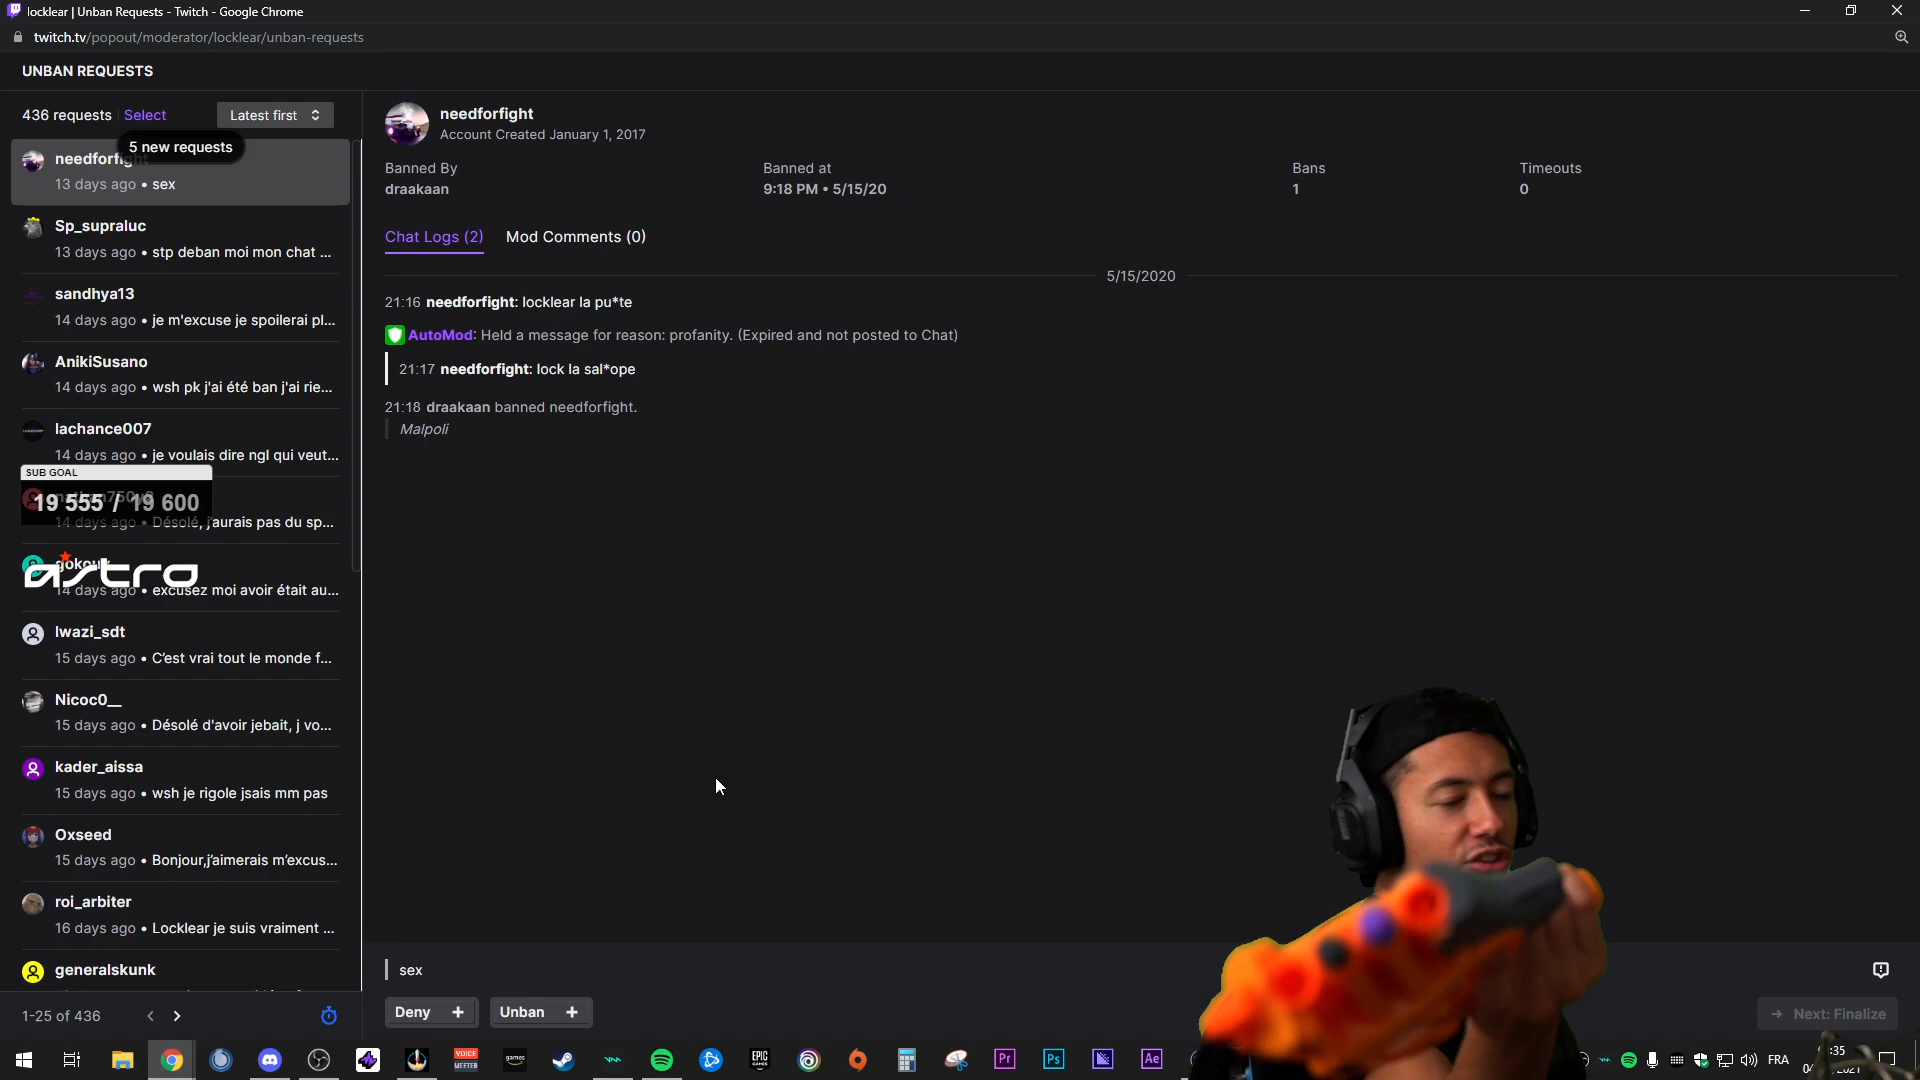 locklear | Unban Requests - Twitch - Google Chrome
twitch.tv/popout/moderator/locklear/unban-requests
UNBAN REQUESTS
436 requests Select Latest first
5 new requests
needforfight
13 days ago • sex
Sp_supraluc
13 days ago • stp deban moi mon chat ...
sandhya13
14 days ago • je m'excuse je spoilerai pl...
AnikiSusano
14 days ago • wsh pk j'ai été ban j'ai rie...
lachance007
14 days ago • je voulais dire ngl qui veut...
SUB GOAL
19 555 / 19 600
14 days ago • Désolé, j'aurais pas du sp...
astro
14 days ago • excusez moi avoir était au...
lwazi_sdt
15 days ago • C'est vrai tout le monde f...
Nicoc0__
15 days ago • Désolé d'avoir jebait, j vo...
kader_aissa
15 days ago • wsh je rigole jsais mm pas
Oxseed
15 days ago • Bonjour,j'aimerais m'excus...
roi_arbiter
16 days ago • Locklear je suis vraiment ...
generalskunk
1-25 of 436
needforfight
Account Created January 1, 2017
Banned By Banned at Bans Timeouts
draakaan 9:18 PM • 5/15/20 1 0
Chat Logs (2) Mod Comments (0)
5/15/2020
21:16 needforfight: locklear la pu*te
AutoMod: Held a message for reason: profanity. (Expired and not posted to Chat)
21:17 needforfight: lock la sal*ope
21:18 draakaan banned needforfight.
Malpoli
sex
Deny + Unban +
Next: Finalize
VOICE MEETER
games
EPIC GAMES
Pr Ps Ae
FRA
:35